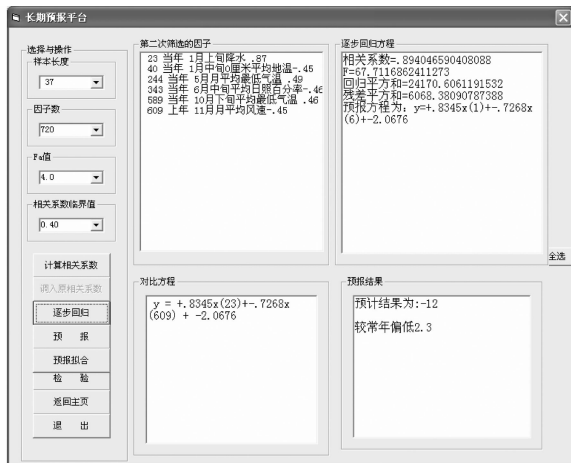 长期预报平台
选择与操作
样本长度
37
因子数
720
Fa值
4.0
相关系数临界值
0.40
计算相关系数
调入原相关系数
逐步回归
预 报
预报拟合
检 验
返回主页
退 出
第二次筛选的因子
23 当年 1月上旬降水 .87
40 当年 1月中旬0厘米平均地温-.45
244 当年 5月月平均最低气温 .49
343 当年 6月中旬平均日照百分率-.46
589 当年 10月下旬平均最低气温 .46
609 上年 11月月平均风速-.45
逐步回归方程
相关系数=.894046590408088
F=67.7116862411273
回归平方和=24170.6061191532
残差平方和=6068.38090787388
预报方程为: y=+.8345x(1)+-.7268x
(6)+-2.0676
全选
对比方程
y = +.8345x(23)+-.7268x
(609) + -2.0676
预报结果
预计结果为:-12
较常年偏低2.3